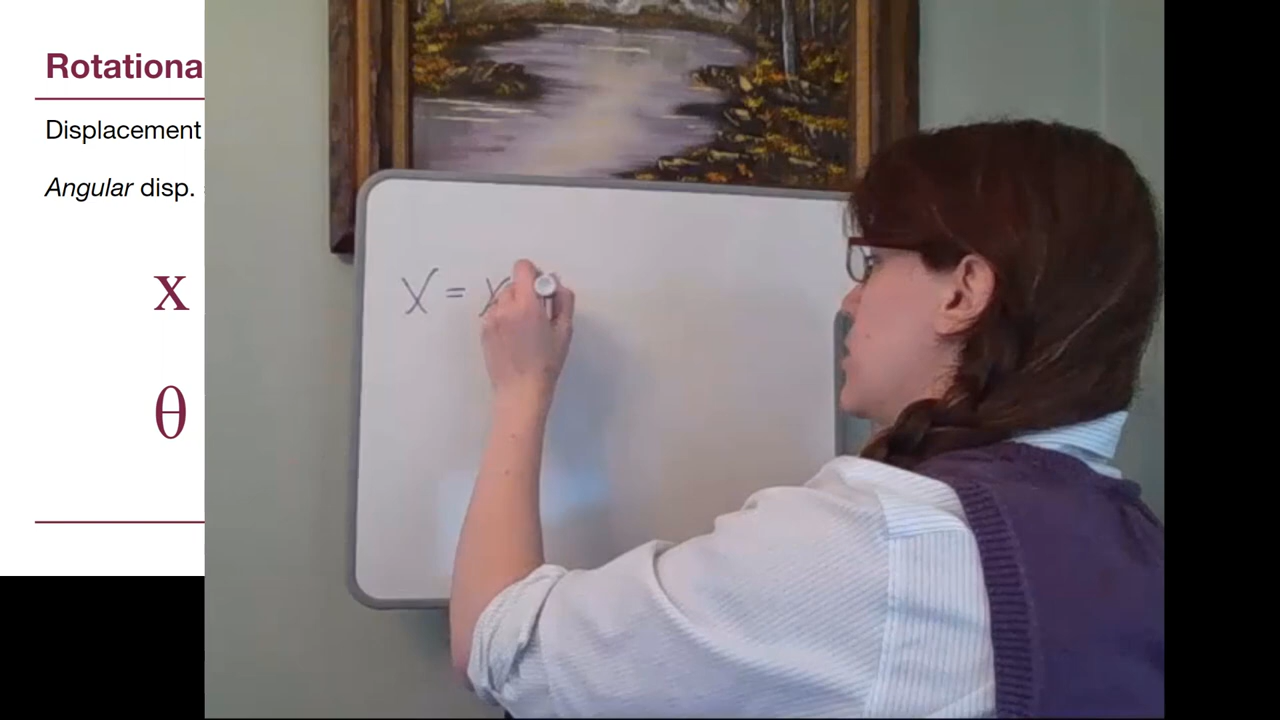 Rotationa
Displacement
Angular disp.
x
θ
x = x